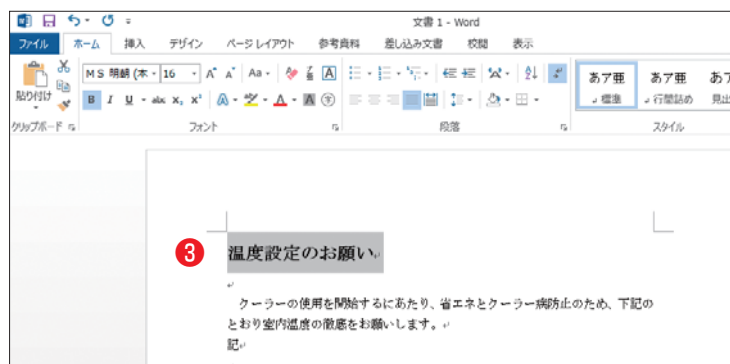 文書 1 - Word
ファイル ホーム 挿入 デザイン ページ レイアウト 参考資料 差し込み文書 校閲 表示
貼り付け
MS 明朝 (本 16 A A Aa A
B I U abc x₂ x² A A A 字
あア亜 あア亜 あア
標準 行間詰め 見出
クリップボード フォント 段落 スタイル
3 温度設定のお願い
クーラーの使用を開始するにあたり、省エネとクーラー病防止のため、下記の
とおり室内温度の徹底をお願いします。
記